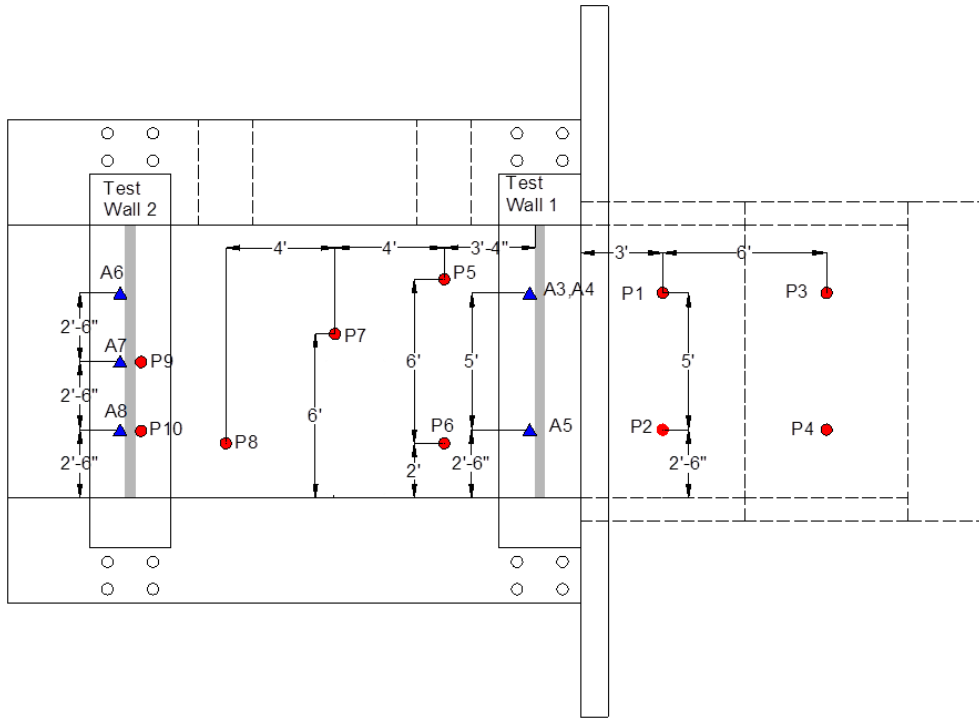 Test
Wall 2
Test
Wall 1
4'
4'
3'-4"
3'
6'
A6
P5
A3,A4
P1
P3
2'-6"
P7
A7
P9
6'
5'
5'
2'-6"
6'
A8
P10
P8
P6
A5
P2
P4
2'-6"
2'
2'-6"
2'-6"